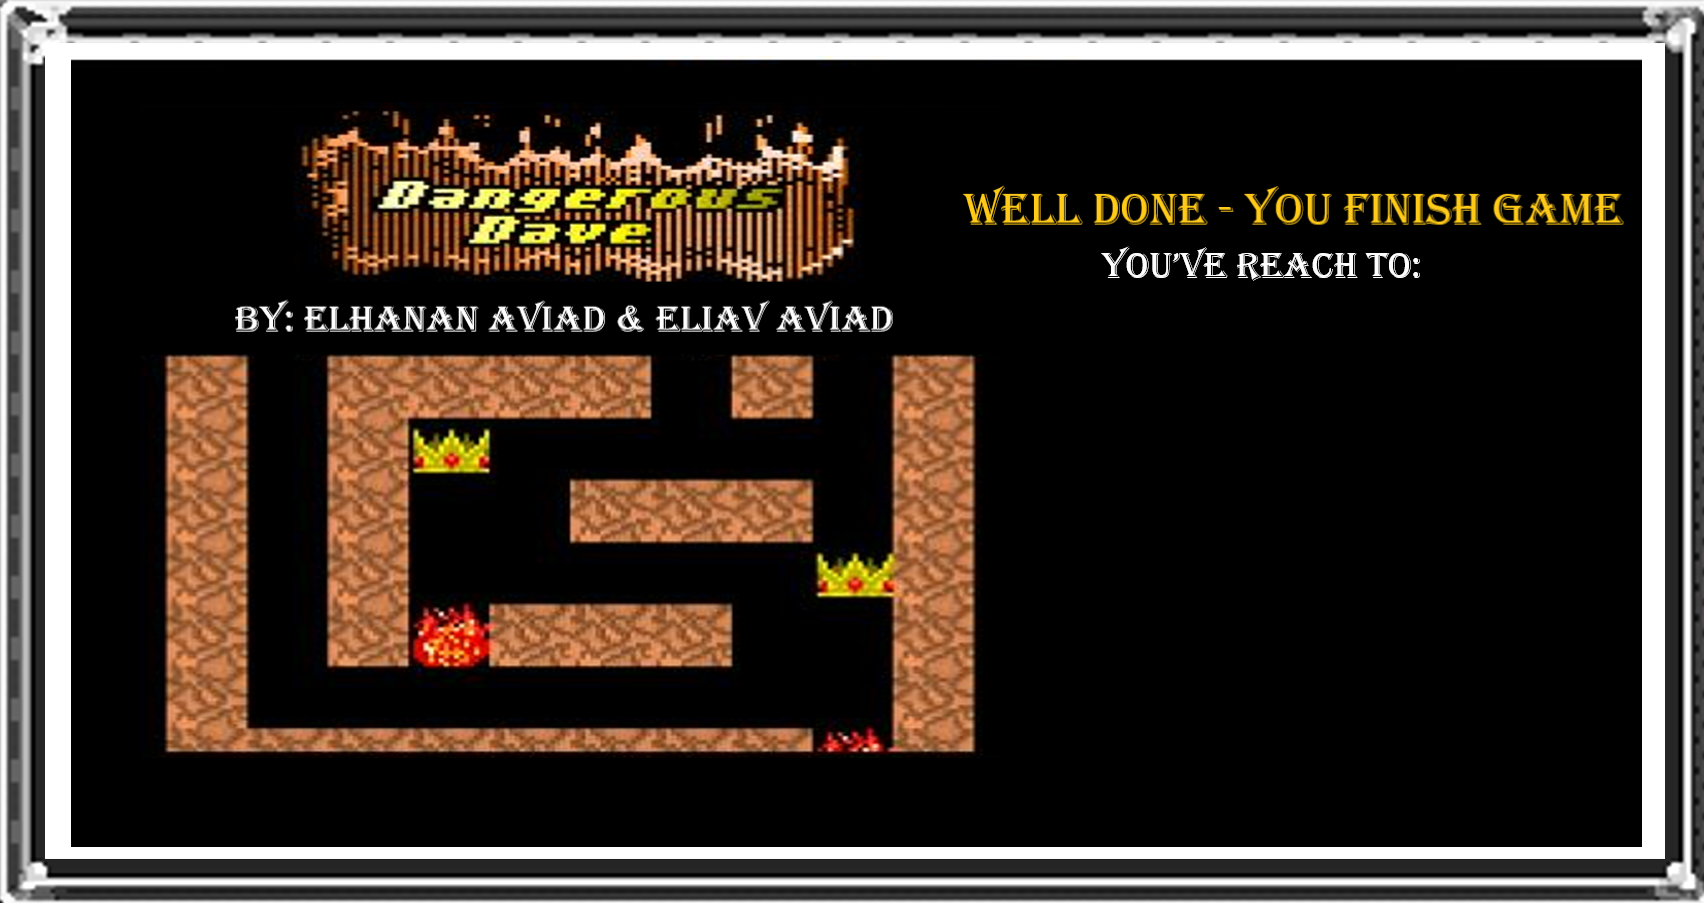 Dangerous
Dave
WELL DONE - YOU FINISH GAME
YOU'VE REACH TO:
BY: ELHANAN AVIAD & ELIAV AVIAD